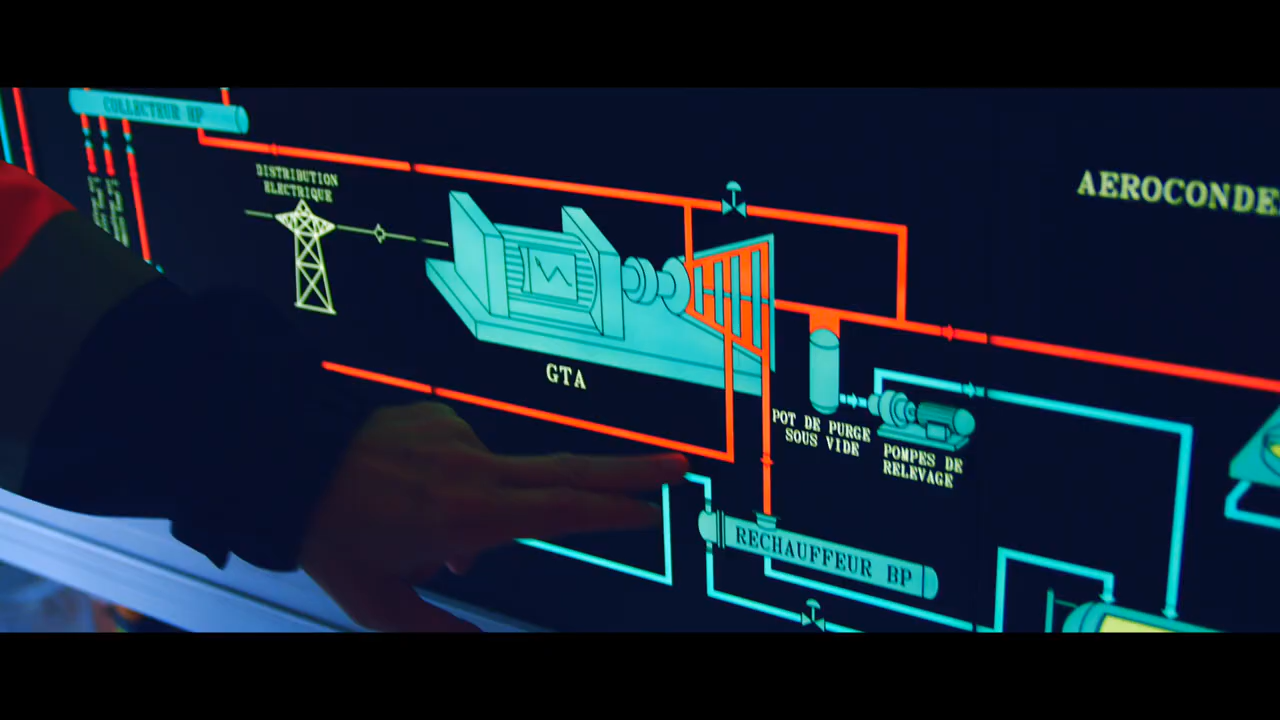 COLLECTEUR HP
DISTRIBUTION
ELECTRIQUE
AEROCONDE
GTA
POT DE PURGE
SOUS VIDE
POMPES DE
RELEVAGE
RECHAUFFEUR BP